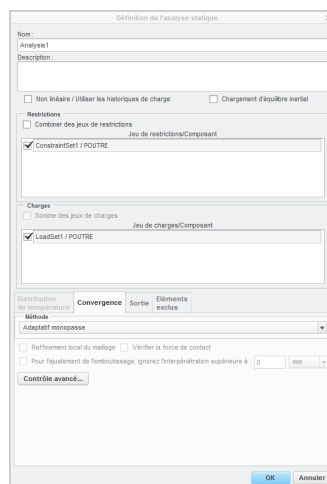 Définition de l'analyse statique
Nom :
Analysis1
Description :
Non linéaire / Utiliser les historiques de charge
Chargement d'équilibre inertiel
Restrictions
Combiner des jeux de restrictions
Jeu de restrictions/Composant
ConstraintSet1 / POUTRE
Charges
Somme des jeux de charges
Jeu de charges/Composant
LoadSet1 / POUTRE
Distribution de température
Convergence
Sortie
Eléments exclus
Méthodes
Adaptatif monopasse
Raffinement local du maillage
Vérifier la force de contact
Pour l'ajustement de l'emboutissage, ignorez l'interpénétration supérieure à :
0
mm
Contrôle avancé...
OK
Annuler